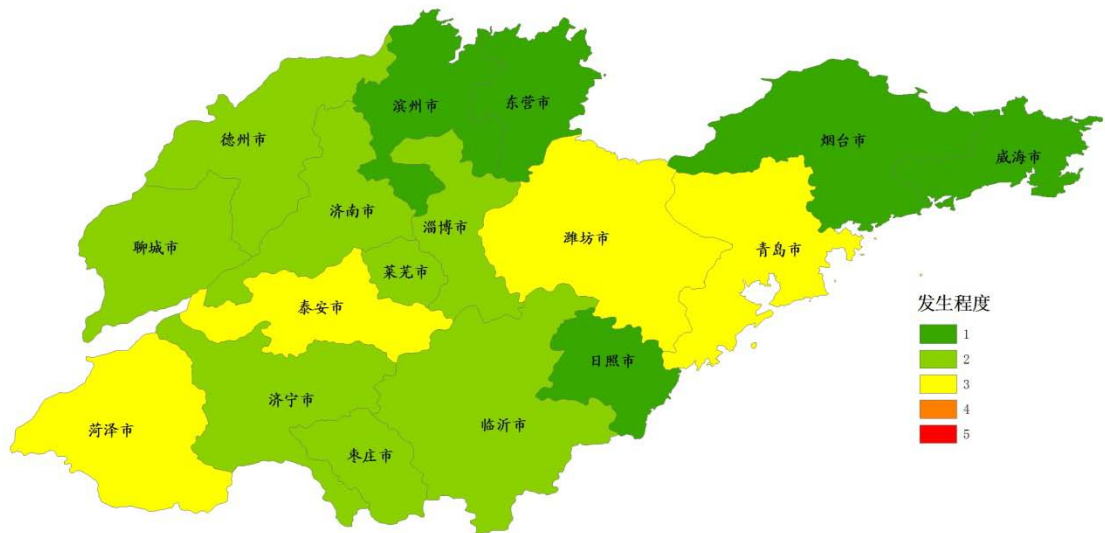 滨州市
东营市
德州市
烟台市
威海市
济南市
淄博市
潍坊市
聊城市
青岛市
莱芜市
泰安市
发生程度
1
2
3
4
5
日照市
济宁市
临沂市
菏泽市
枣庄市